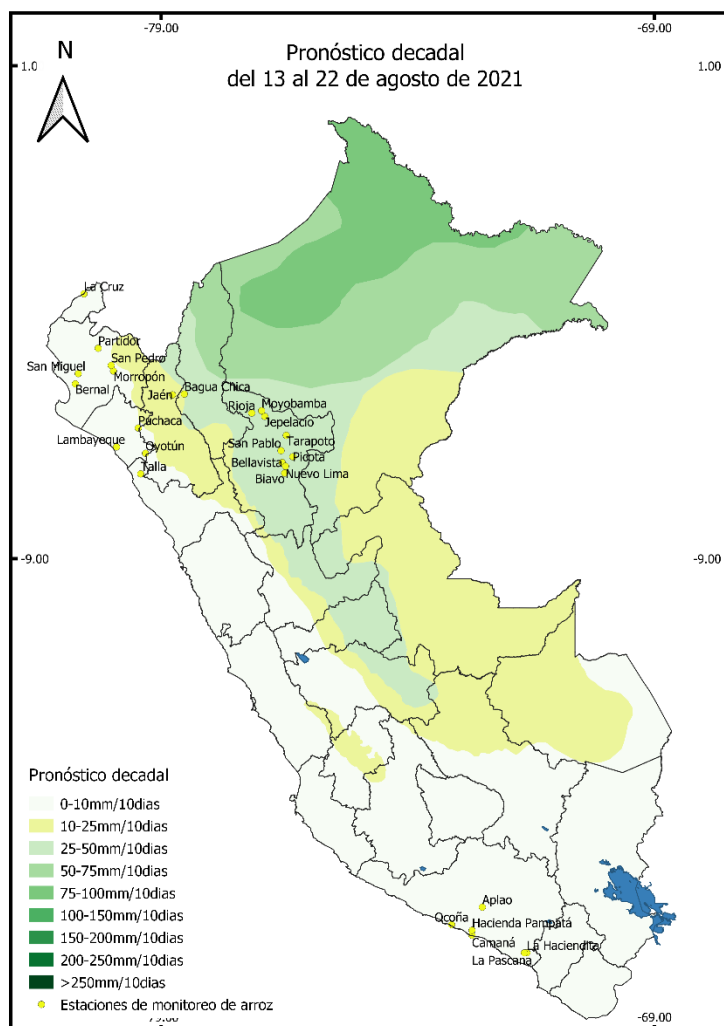 -79.00
-69.00
N
Pronóstico decadal
del 13 al 22 de agosto de 2021
1.0
1.00
La Cruz
Partidor
San Pedro
San Miguel
Morropón
Bernal
Jaén
Bagua Chica
Rioja
Moyobamba
Jepelacio
Puchaca
Lambayeque
Oyotún
San Pablo
Tarapoto
Picota
Bellavista
Talla
Biavo
Nuevo Lima
-9.00
-9.00
Pronóstico decadal
0-10mm/10dias
10-25mm/10dias
25-50mm/10dias
50-75mm/10dias
75-100mm/10dias
100-150mm/10dias
150-200mm/10dias
200-250mm/10dias
>250mm/10dias
Estaciones de monitoreo de arroz
Aplao
Ocoña
Hacienda Pampatá
Camaná
La Haciendita
La Pascana
-79.00
-69.00